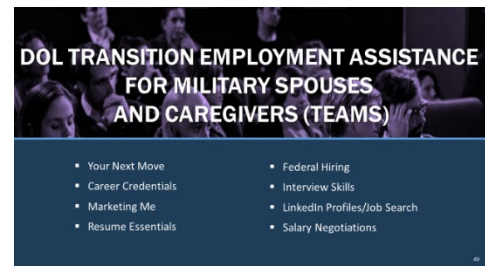 DOL TRANSITION EMPLOYMENT ASSISTANCE
FOR MILITARY SPOUSES
AND CAREGIVERS (TEAMS)
▪ Your Next Move
▪ Career Credentials
▪ Marketing Me
▪ Resume Essentials
▪ Federal Hiring
▪ Interview Skills
▪ LinkedIn Profiles/Job Search
▪ Salary Negotiations
49